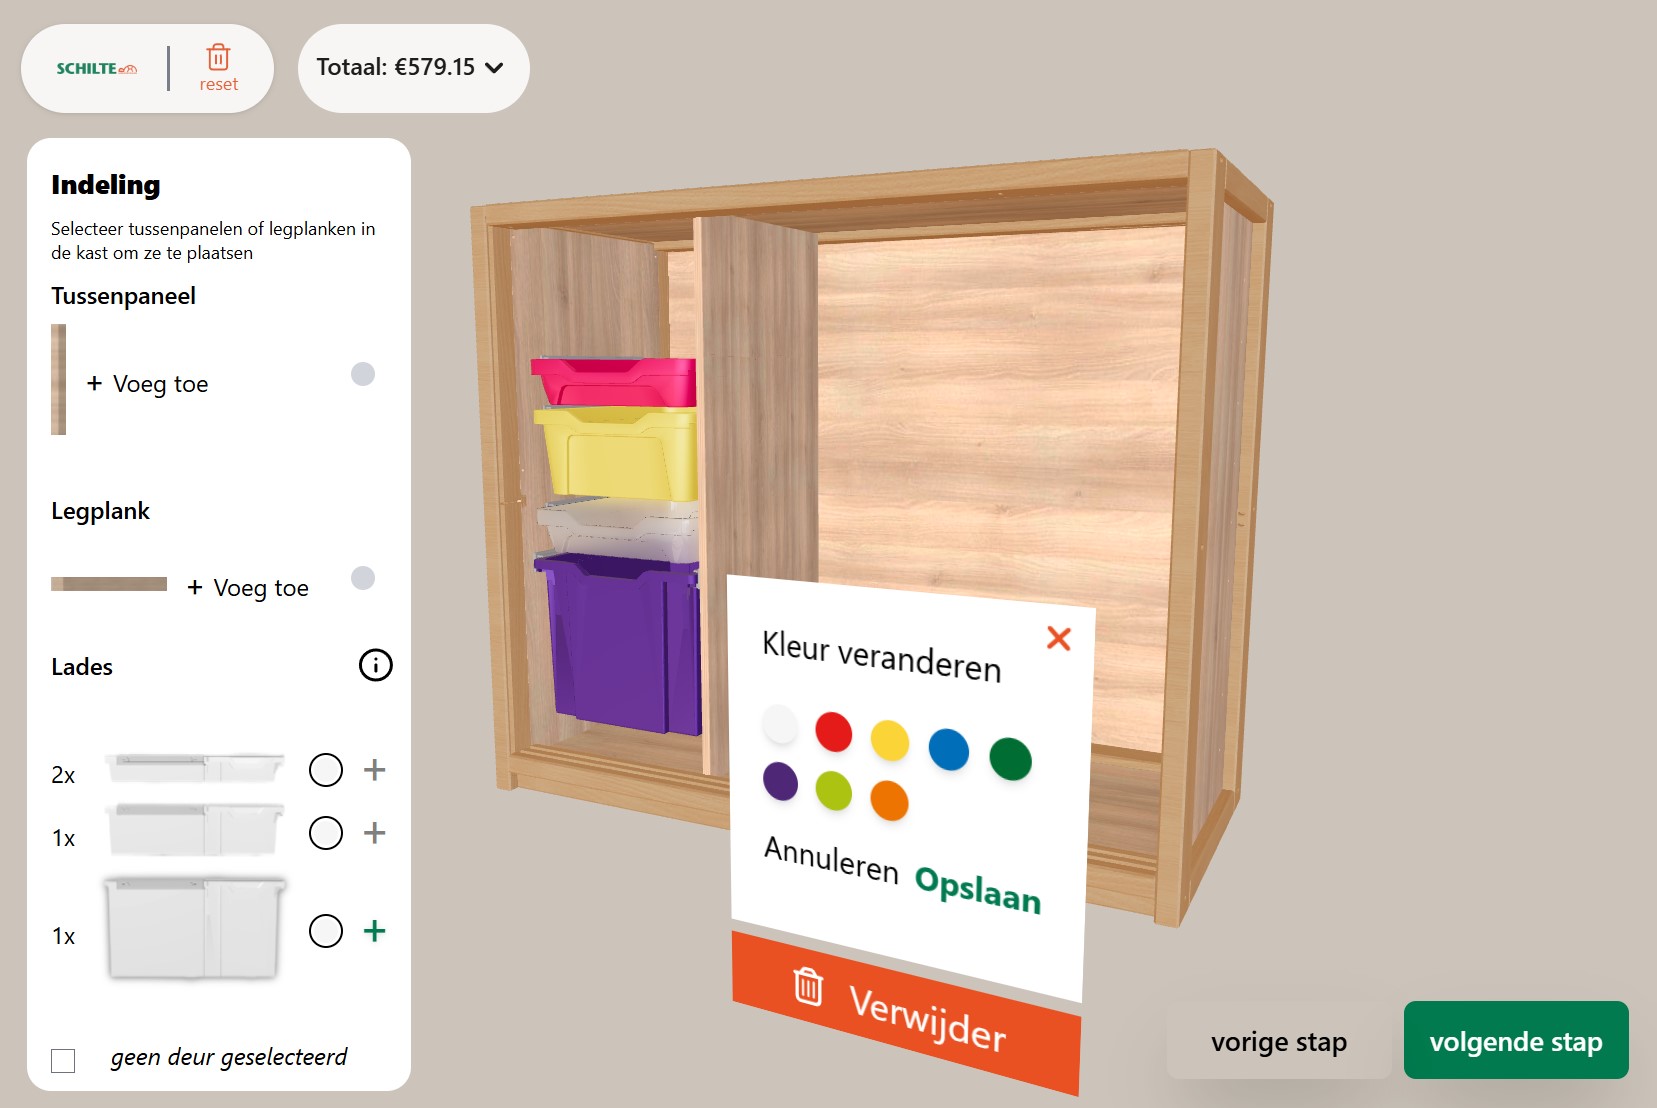 SCHILTE
reset
Totaal: €579.15
Indeling
Selecteer tussenpanelen of legplanken in
de kast om ze te plaatsen
Tussenpaneel
+ Voeg toe
Legplank
+ Voeg toe
Lades
2x
1x
1x
geen deur geselecteerd
Kleur veranderen
Annuleren Opslaan
Verwijder
vorige stap
volgende stap